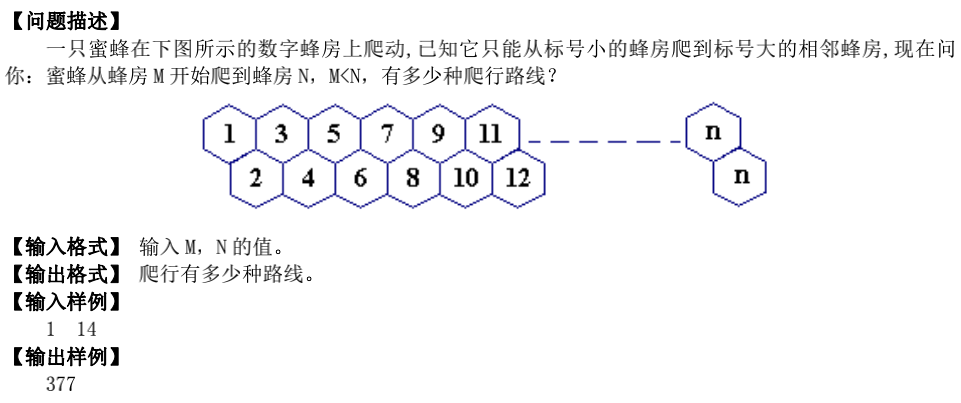 【问题描述】
一只蜜蜂在下图所示的数字蜂房上爬动,已知它只能从标号小的蜂房爬到标号大的相邻蜂房,现在问
你：蜜蜂从蜂房 M 开始爬到蜂房 N，M<N，有多少种爬行路线？
1 3 5 7 9 11 n
2 4 6 8 10 12 n
【输入格式】 输入 M，N 的值。
【输出格式】 爬行有多少种路线。
【输入样例】
1 14
【输出样例】
377